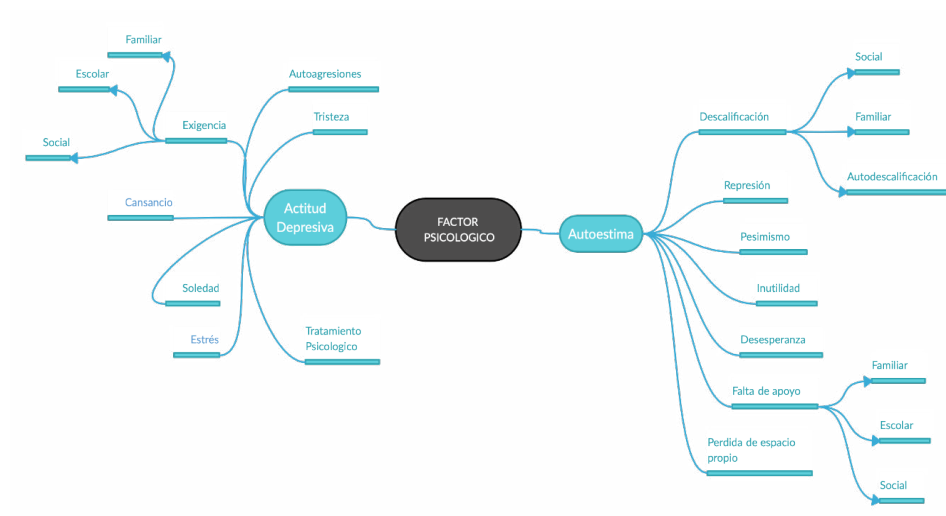 Familiar
Escolar
Social
Exigencia
Autoagresiones
Tristeza
Cansancio
Actitud
Depresiva
Soledad
Estrés
Tratamiento
Psicologico
FACTOR
PSICOLOGICO
Autoestima
Descalificación
Social
Familiar
Autodescalificación
Represión
Pesimismo
Inutilidad
Desesperanza
Falta de apoyo
Familiar
Escolar
Social
Perdida de espacio
propio